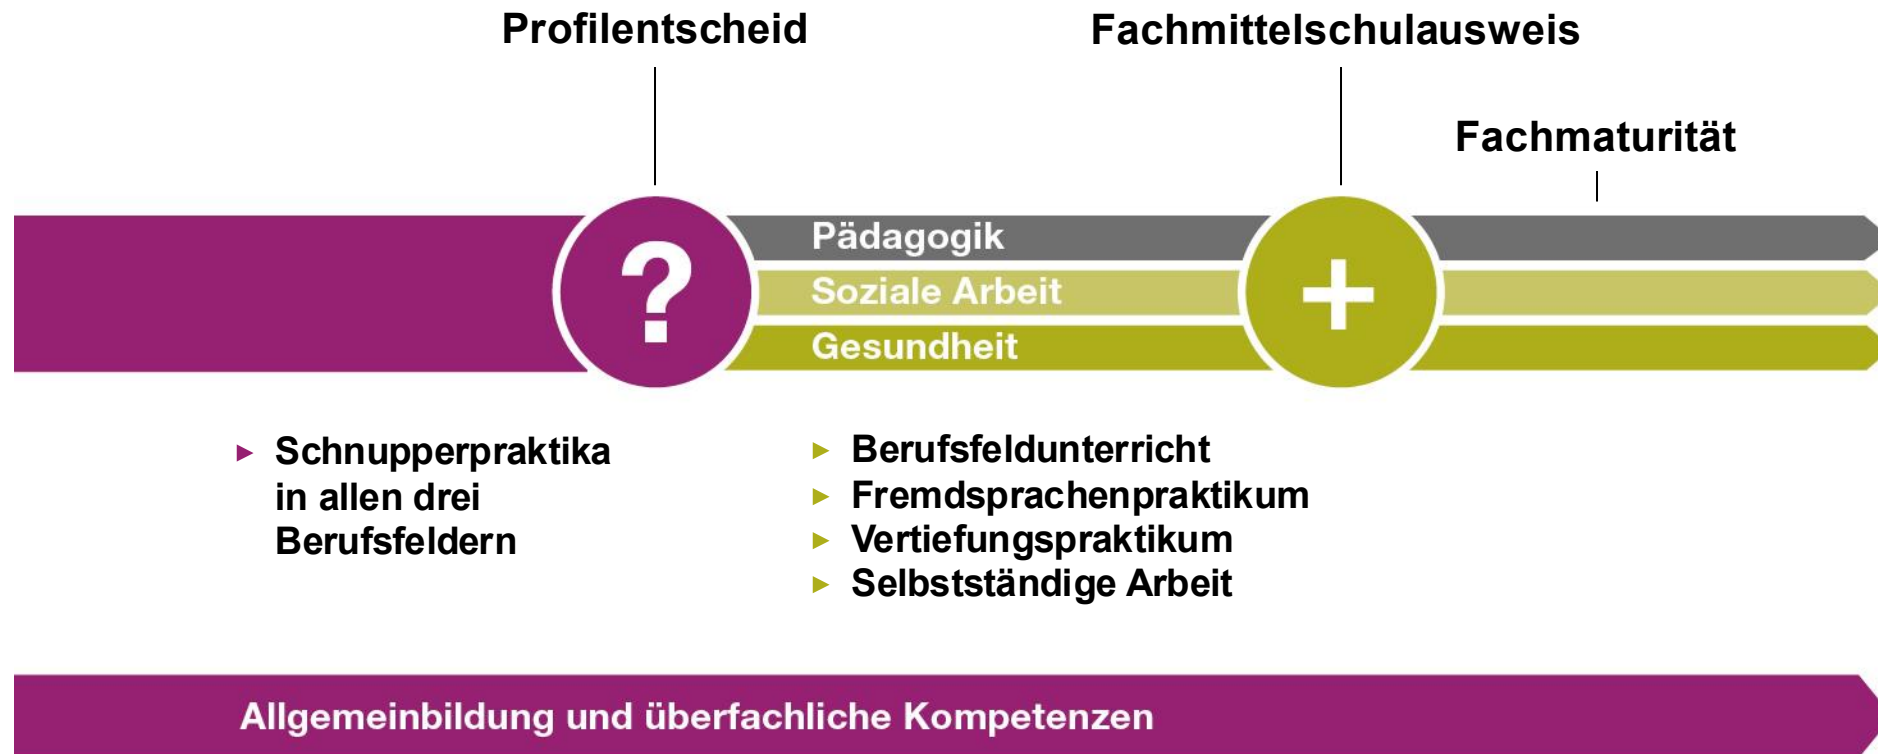 Profilentscheid
Fachmittelschulausweis
Fachmaturität
?
Pädagogik
Soziale Arbeit
Gesundheit
+
► Schnupperpraktika
in allen drei
Berufsfeldern
► Berufsfeldunterricht
► Fremdsprachenpraktikum
► Vertiefungspraktikum
► Selbstständige Arbeit
Allgemeinbildung und überfachliche Kompetenzen